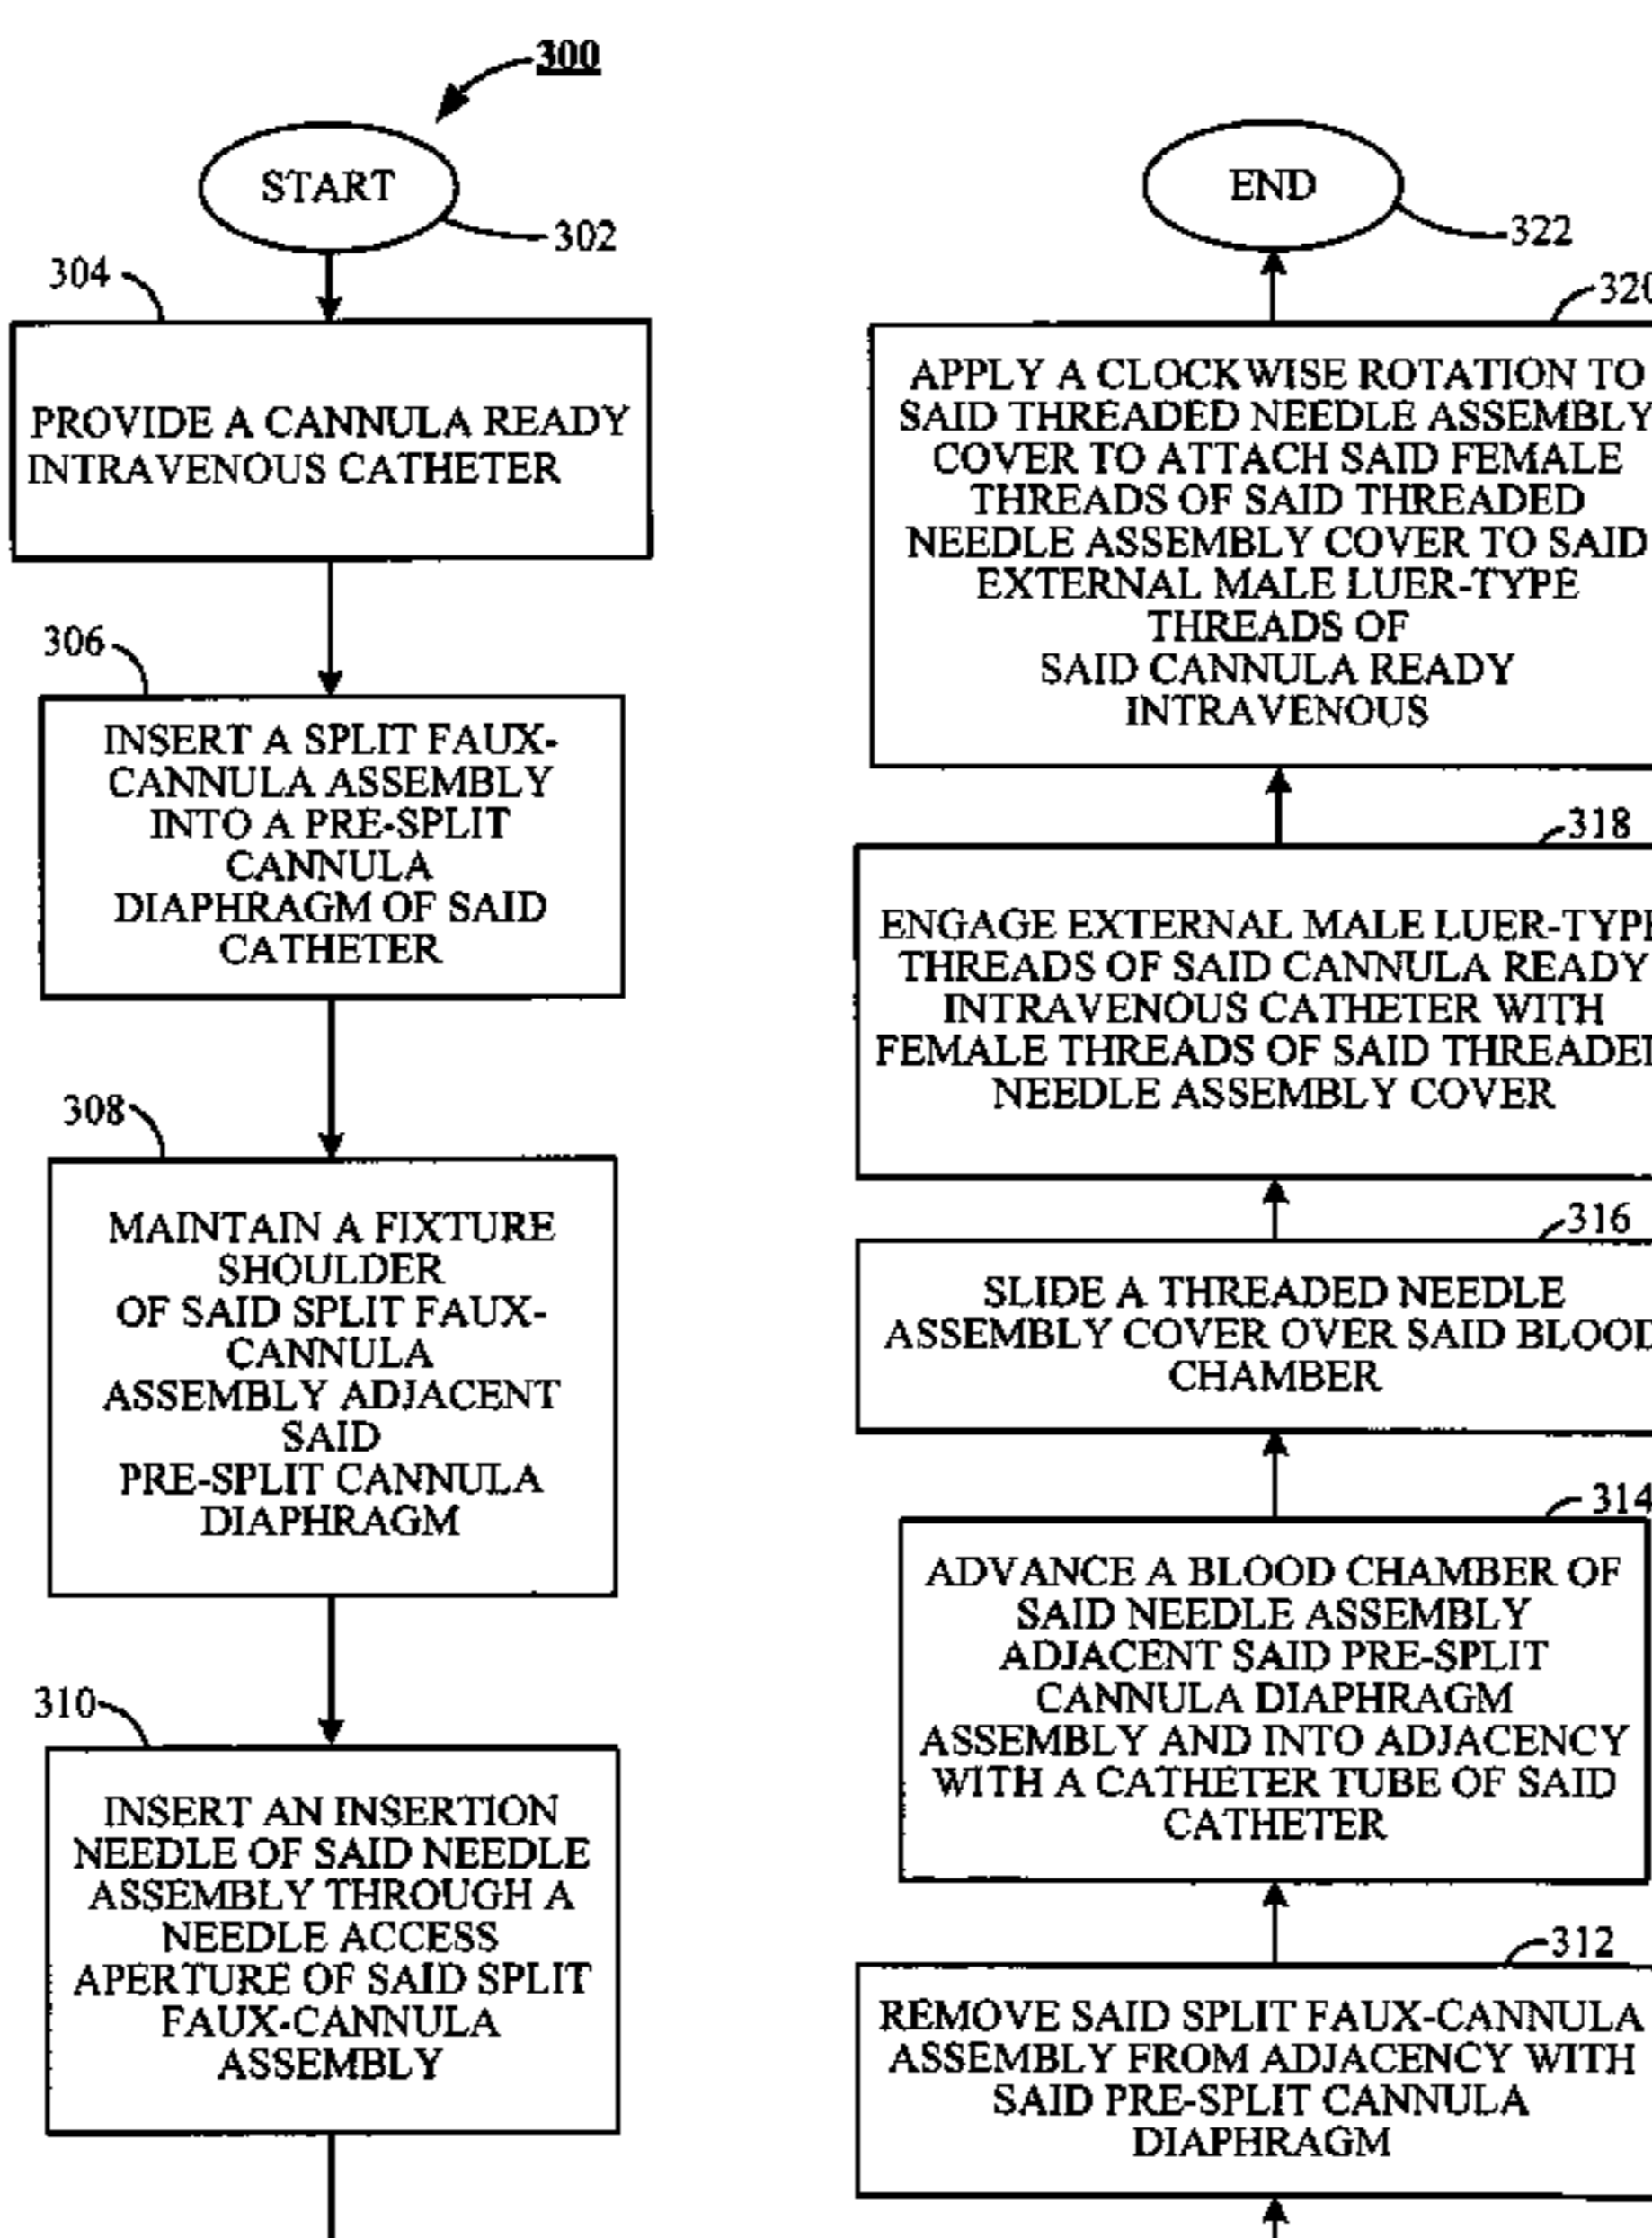 300
START
302
304
PROVIDE A CANNULA READY
INTRAVENOUS CATHETER
306
INSERT A SPLIT FAUX-
CANNULA ASSEMBLY
INTO A PRE-SPLIT
CANNULA
DIAPHRAGM OF SAID
CATHETER
308
MAINTAIN A FIXTURE
SHOULDER
OF SAID SPLIT FAUX-
CANNULA
ASSEMBLY ADJACENT
SAID
PRE-SPLIT CANNULA
DIAPHRAGM
310
INSERT AN INSERTION
NEEDLE OF SAID NEEDLE
ASSEMBLY THROUGH A
NEEDLE ACCESS
APERTURE OF SAID SPLIT
FAUX-CANNULA
ASSEMBLY
312
REMOVE SAID SPLIT FAUX-CANNULA
ASSEMBLY FROM ADJACENCY WITH
SAID PRE-SPLIT CANNULA
DIAPHRAGM
314
ADVANCE A BLOOD CHAMBER OF
SAID NEEDLE ASSEMBLY
ADJACENT SAID PRE-SPLIT
CANNULA DIAPHRAGM
ASSEMBLY AND INTO ADJACENCY
WITH A CATHETER TUBE OF SAID
CATHETER
316
SLIDE A THREADED NEEDLE
ASSEMBLY COVER OVER SAID BLOOD
CHAMBER
318
ENGAGE EXTERNAL MALE LUER-TYPE
THREADS OF SAID CANNULA READY
INTRAVENOUS CATHETER WITH
FEMALE THREADS OF SAID THREADED
NEEDLE ASSEMBLY COVER
320
APPLY A CLOCKWISE ROTATION TO
SAID THREADED NEEDLE ASSEMBLY
COVER TO ATTACH SAID FEMALE
THREADS OF SAID THREADED
NEEDLE ASSEMBLY COVER TO SAID
EXTERNAL MALE LUER-TYPE
THREADS OF
SAID CANNULA READY
INTRAVENOUS
END
322